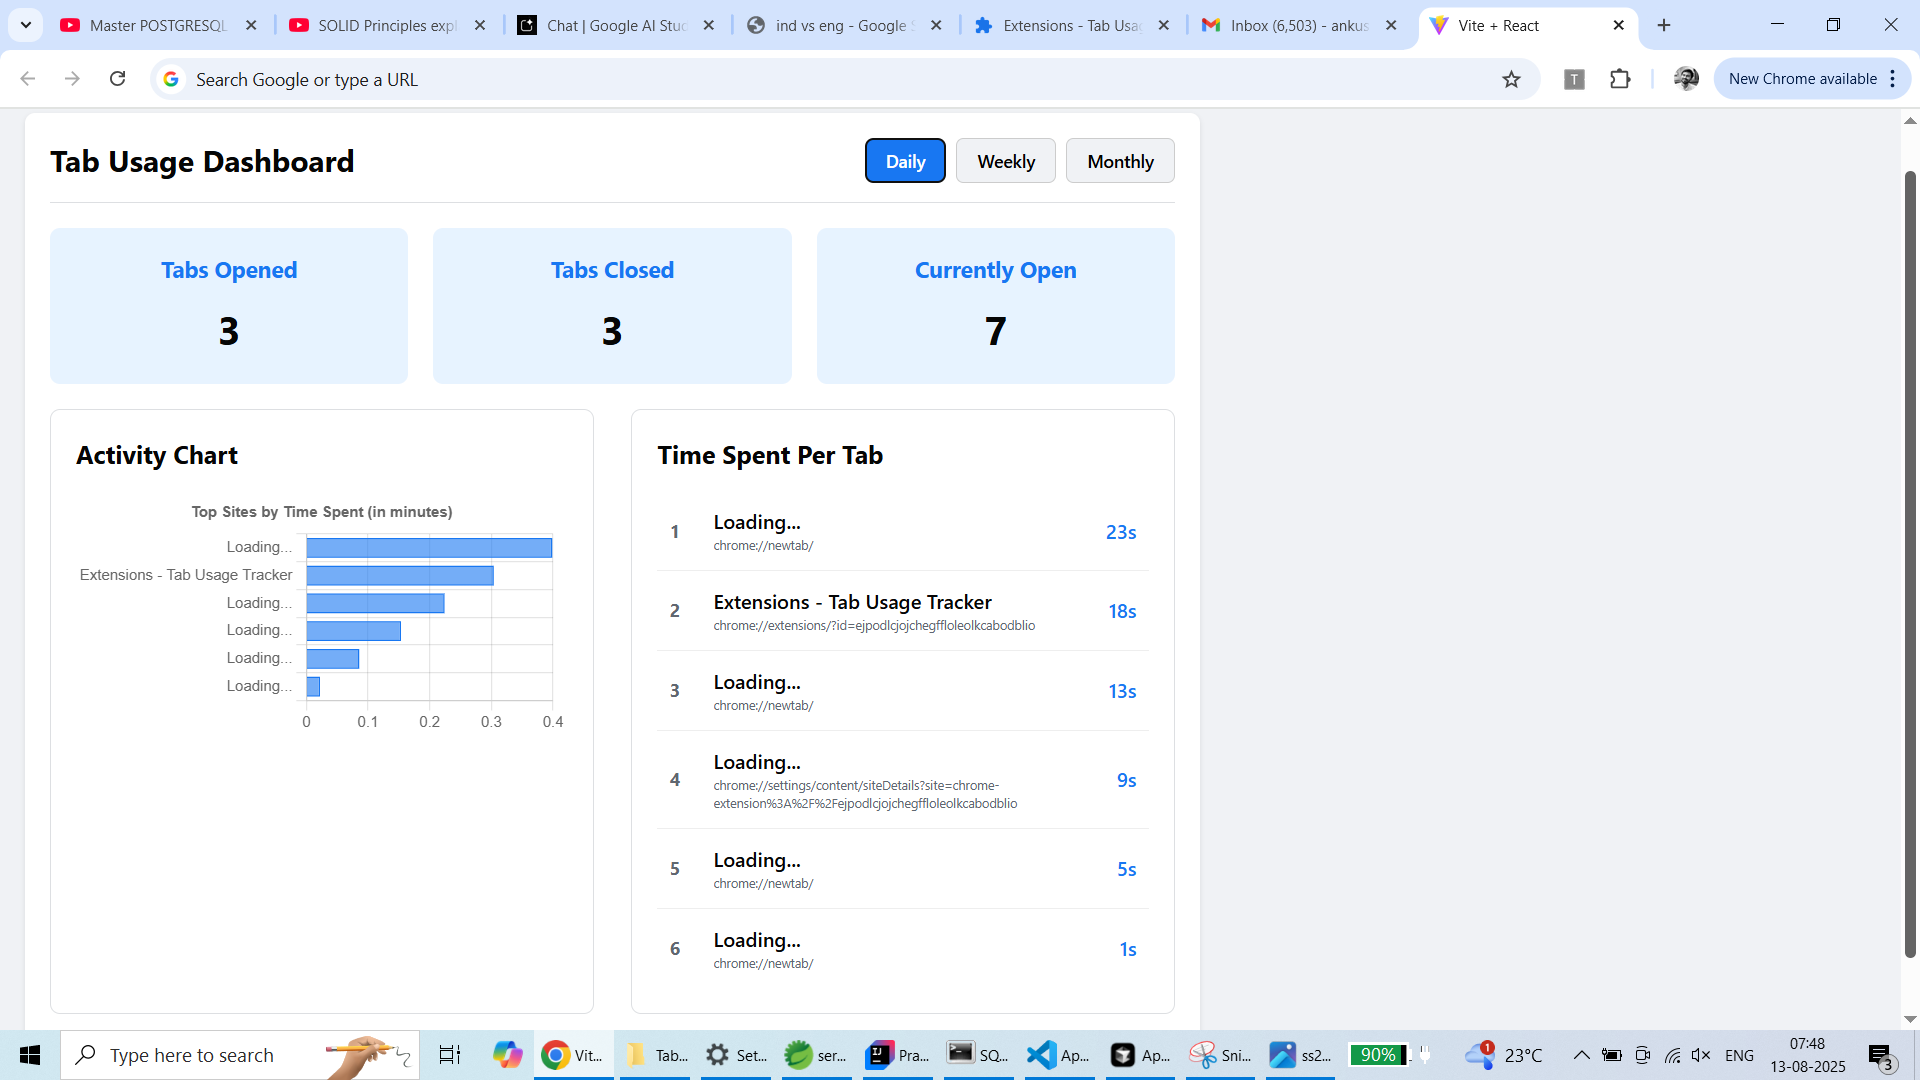 Master POSTGRESQL
SOLID Principles expl
Chat | Google AI Stud
ind vs eng - Google S
Extensions - Tab Usag
Inbox (6,503) - ankus
Vite + React
Search Google or type a URL
T
New Chrome available
Tab Usage Dashboard
Daily
Weekly
Monthly
Tabs Opened
3
Tabs Closed
3
Currently Open
7
Activity Chart
Top Sites by Time Spent (in minutes)
Loading...
Extensions - Tab Usage Tracker
Loading...
Loading...
Loading...
Loading...
0 0.1 0.2 0.3 0.4
Time Spent Per Tab
1
Loading...
chrome://newtab/
23s
2
Extensions - Tab Usage Tracker
chrome://extensions/?id=ejpodlcjojchegffloleolkcabodblio
18s
3
Loading...
chrome://newtab/
13s
4
Loading...
chrome://settings/content/siteDetails?site=chrome-
extension%3A%2F%2Fejpodlcjojchegffloleolkcabodblio
9s
5
Loading...
chrome://newtab/
5s
6
Loading...
chrome://newtab/
1s
Type here to search
Vit...
Tab...
Set...
ser...
Pra...
SQ...
Ap...
Ap...
Sni...
ss2...
90%
1
23°C
ENG
07:48
13-08-2025
3